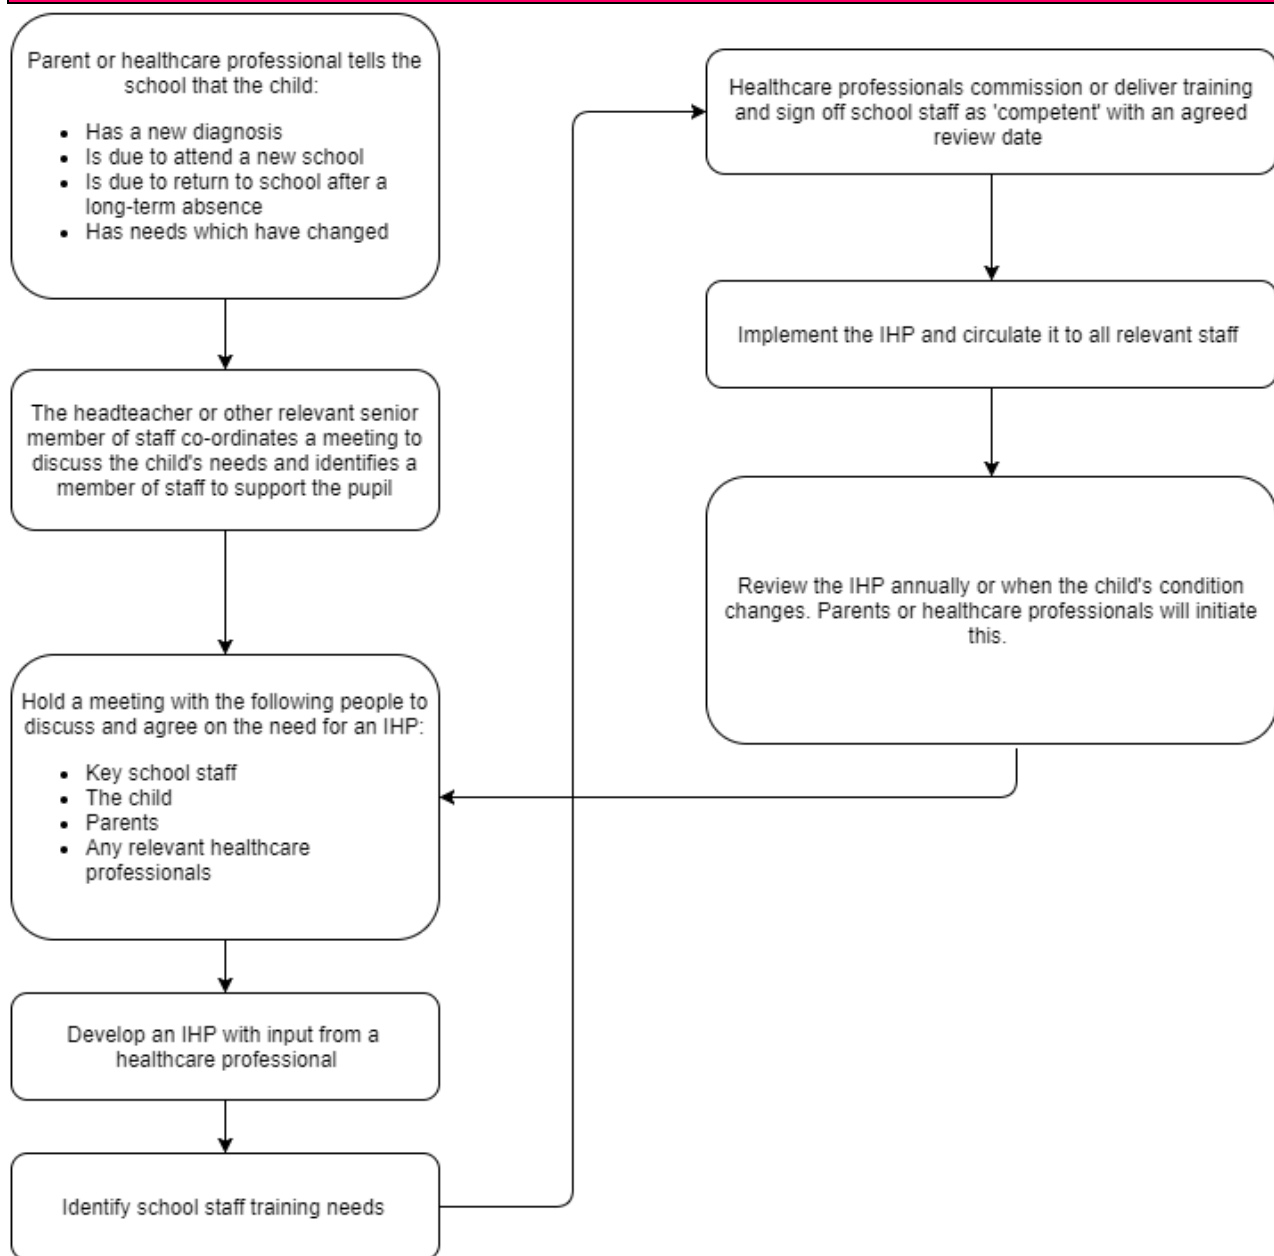 Parent or healthcare professional tells the
school that the child:
• Has a new diagnosis
• Is due to attend a new school
• Is due to return to school after a
long-term absence
• Has needs which have changed
The headteacher or other relevant senior
member of staff co-ordinates a meeting to
discuss the child's needs and identifies a
member of staff to support the pupil
Hold a meeting with the following people to
discuss and agree on the need for an IHP:
• Key school staff
• The child
• Parents
• Any relevant healthcare
professionals
Develop an IHP with input from a
healthcare professional
Identify school staff training needs
Healthcare professionals commission or deliver training
and sign off school staff as 'competent' with an agreed
review date
Implement the IHP and circulate it to all relevant staff
Review the IHP annually or when the child's condition
changes. Parents or healthcare professionals will initiate
this.